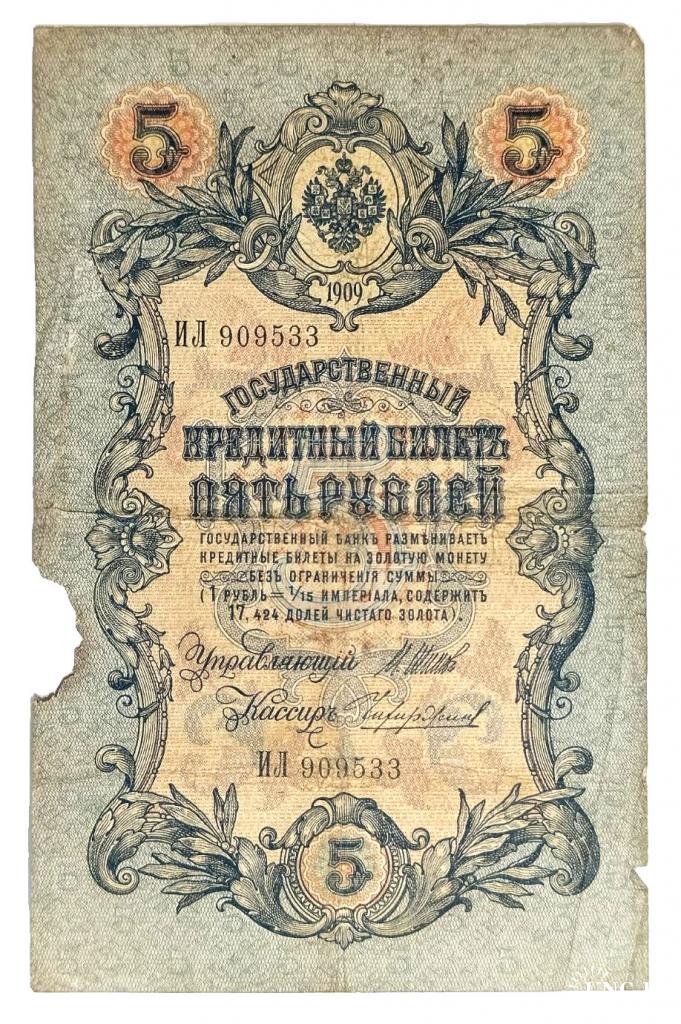 5 5
1909
ИЛ 909533
ГОСУДАРСТВЕННЫЙ
КРЕДИТНЫЙ БИЛЕТЪ
ПЯТЬ РУБЛЕЙ
ГОСУДАРСТВЕННЫЙ БАНКЪ РАЗМѢНИВАЕТЪ
КРЕДИТНЫЕ БИЛЕТЫ НА ЗОЛОТУЮ МОНЕТУ
БЕЗЪ ОГРАНИЧЕНІЯ СУММЫ
(1 РУБЛЬ = 1/15 ИМПЕРІАЛА, СОДЕРЖИТЪ
17,424 ДОЛЕЙ ЧИСТАГО ЗОЛОТА).
Управляющій
Кассиръ
ИЛ 909533
5